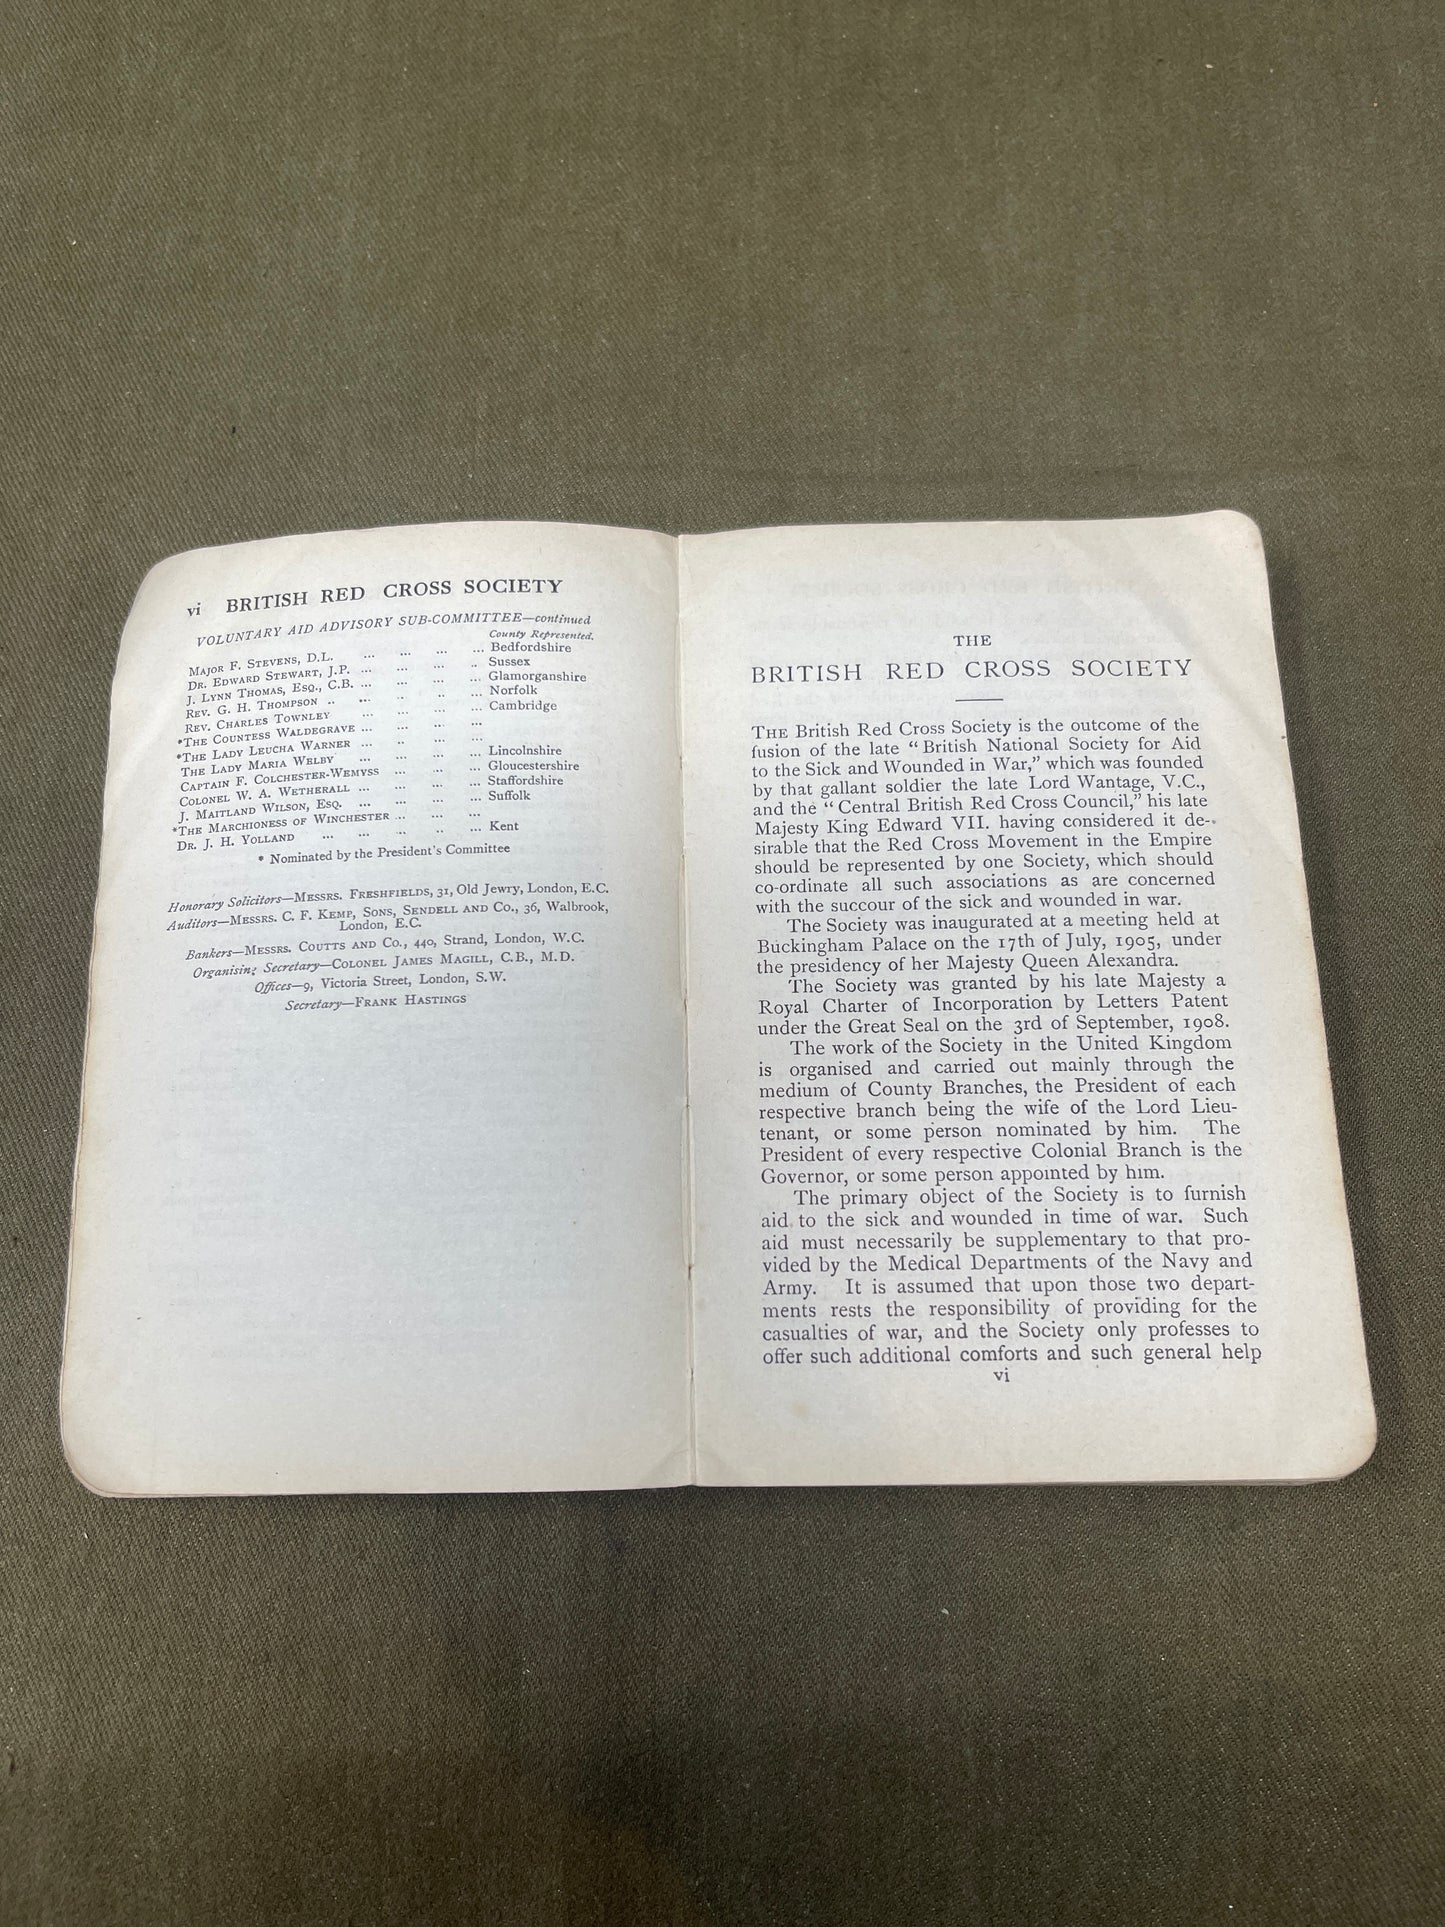 vi BRITISH RED CROSS SOCIETY
VOLUNTARY AID ADVISORY SUB-COMMITTEE—continued
County Represented.
MAJOR F. STEVENS, D.L. ... ... ... ... Bedfordshire
DR. EDWARD STEWART, J.P. ... ... ... .. Sussex
J. LYNN THOMAS, ESQ., C.B. ... ... ... ... Glamorganshire
REV. G. H. THOMPSON .. ... .. ... ... Norfolk
REV. CHARLES TOWNLEY ... ... ... ... Cambridge
*THE COUNTESS WALDEGRAVE ... ... ... ...
*THE LADY LEUCHA WARNER ... .. ... ...
THE LADY MARIA WELBY ... ... ... ... Lincolnshire
CAPTAIN F. COLCHESTER-WEMYSS ... ... ... Gloucestershire
COLONEL W. A. WETHERALL ... ... ... ... Staffordshire
J. MAITLAND WILSON, ESQ. ... ... ... ... Suffolk
*THE MARCHIONESS OF WINCHESTER ... ... ...
DR. J. H. YOLLAND ... ... ... .. ... Kent
* Nominated by the President's Committee
Honorary Solicitors—MESSRS. FRESHFIELDS, 31, Old Jewry, London, E.C.
Auditors—MESSRS. C. F. KEMP, SONS, SENDELL AND CO., 36, Walbrook,
London, E.C.
Bankers—MESSRS. COUTTS AND CO., 440, Strand, London, W.C.
Organising Secretary—COLONEL JAMES MAGILL, C.B., M.D.
Offices—9, Victoria Street, London, S.W.
Secretary—FRANK HASTINGS
THE
BRITISH RED CROSS SOCIETY
THE British Red Cross Society is the outcome of the
fusion of the late "British National Society for Aid
to the Sick and Wounded in War," which was founded
by that gallant soldier the late Lord Wantage, V.C.,
and the "Central British Red Cross Council," his late
Majesty King Edward VII. having considered it de-
sirable that the Red Cross Movement in the Empire
should be represented by one Society, which should
co-ordinate all such associations as are concerned
with the succour of the sick and wounded in war.
The Society was inaugurated at a meeting held at
Buckingham Palace on the 17th of July, 1905, under
the presidency of her Majesty Queen Alexandra.
The Society was granted by his late Majesty a
Royal Charter of Incorporation by Letters Patent
under the Great Seal on the 3rd of September, 1908.
The work of the Society in the United Kingdom
is organised and carried out mainly through the
medium of County Branches, the President of each
respective branch being the wife of the Lord Lieu-
tenant, or some person nominated by him. The
President of every respective Colonial Branch is the
Governor, or some person appointed by him.
The primary object of the Society is to furnish
aid to the sick and wounded in time of war. Such
aid must necessarily be supplementary to that pro-
vided by the Medical Departments of the Navy and
Army. It is assumed that upon those two depart-
ments rests the responsibility of providing for the
casualties of war, and the Society only professes to
offer such additional comforts and such general help
vi